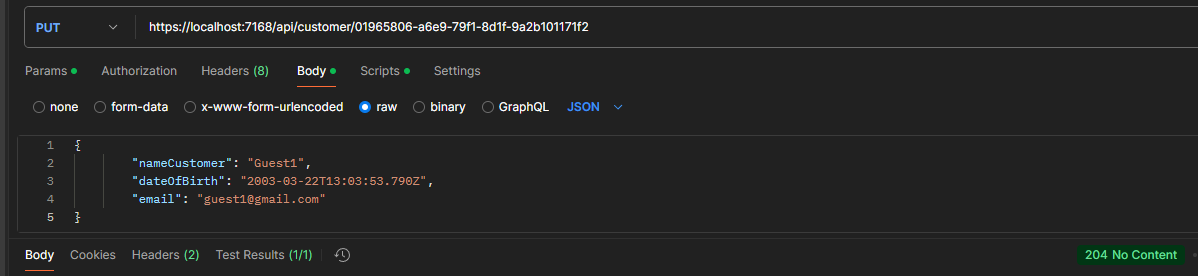 PUT https://localhost:7168/api/customer/01965806-a6e9-79f1-8d1f-9a2b101171f2
Params Authorization Headers (8) Body Scripts Settings
none form-data x-www-form-urlencoded raw binary GraphQL JSON
1 {
2 "nameCustomer": "Guest1",
3 "dateOfBirth": "2003-03-22T13:03:53.790Z",
4 "email": "guest1@gmail.com"
5 }
Body Cookies Headers (2) Test Results (1/1) 204 No Content